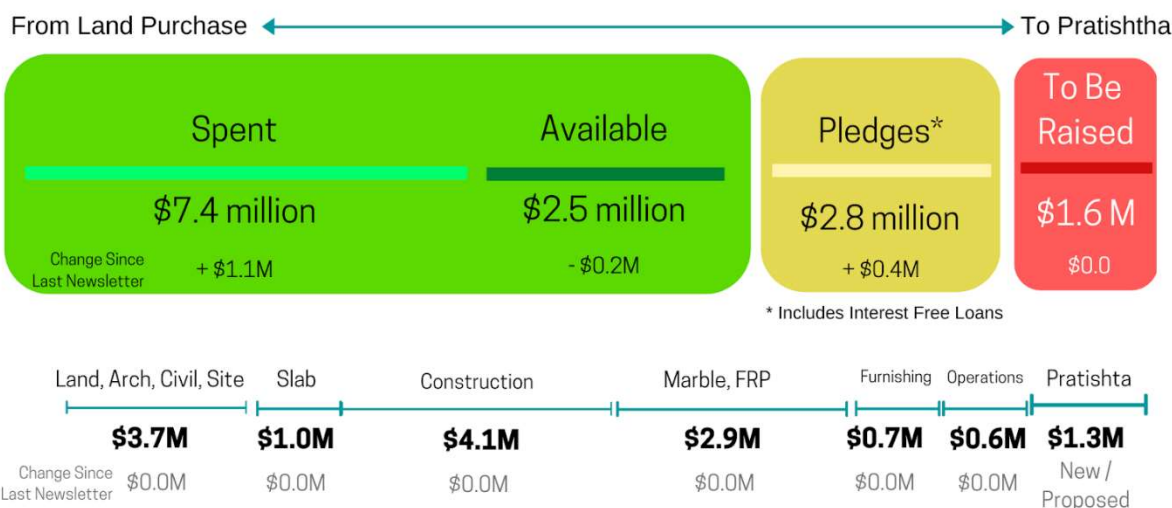 From Land Purchase To Pratishtha
Spent Available Pledges* To Be Raised
$7.4 million $2.5 million $2.8 million $1.6 M
Change Since Last Newsletter + $1.1M - $0.2M + $0.4M $0.0
* Includes Interest Free Loans
Land, Arch, Civil, Site Slab Construction Marble, FRP Furnishing Operations Pratishta
$3.7M $1.0M $4.1M $2.9M $0.7M $0.6M $1.3M
Change Since Last Newsletter $0.0M $0.0M $0.0M $0.0M $0.0M $0.0M New / Proposed